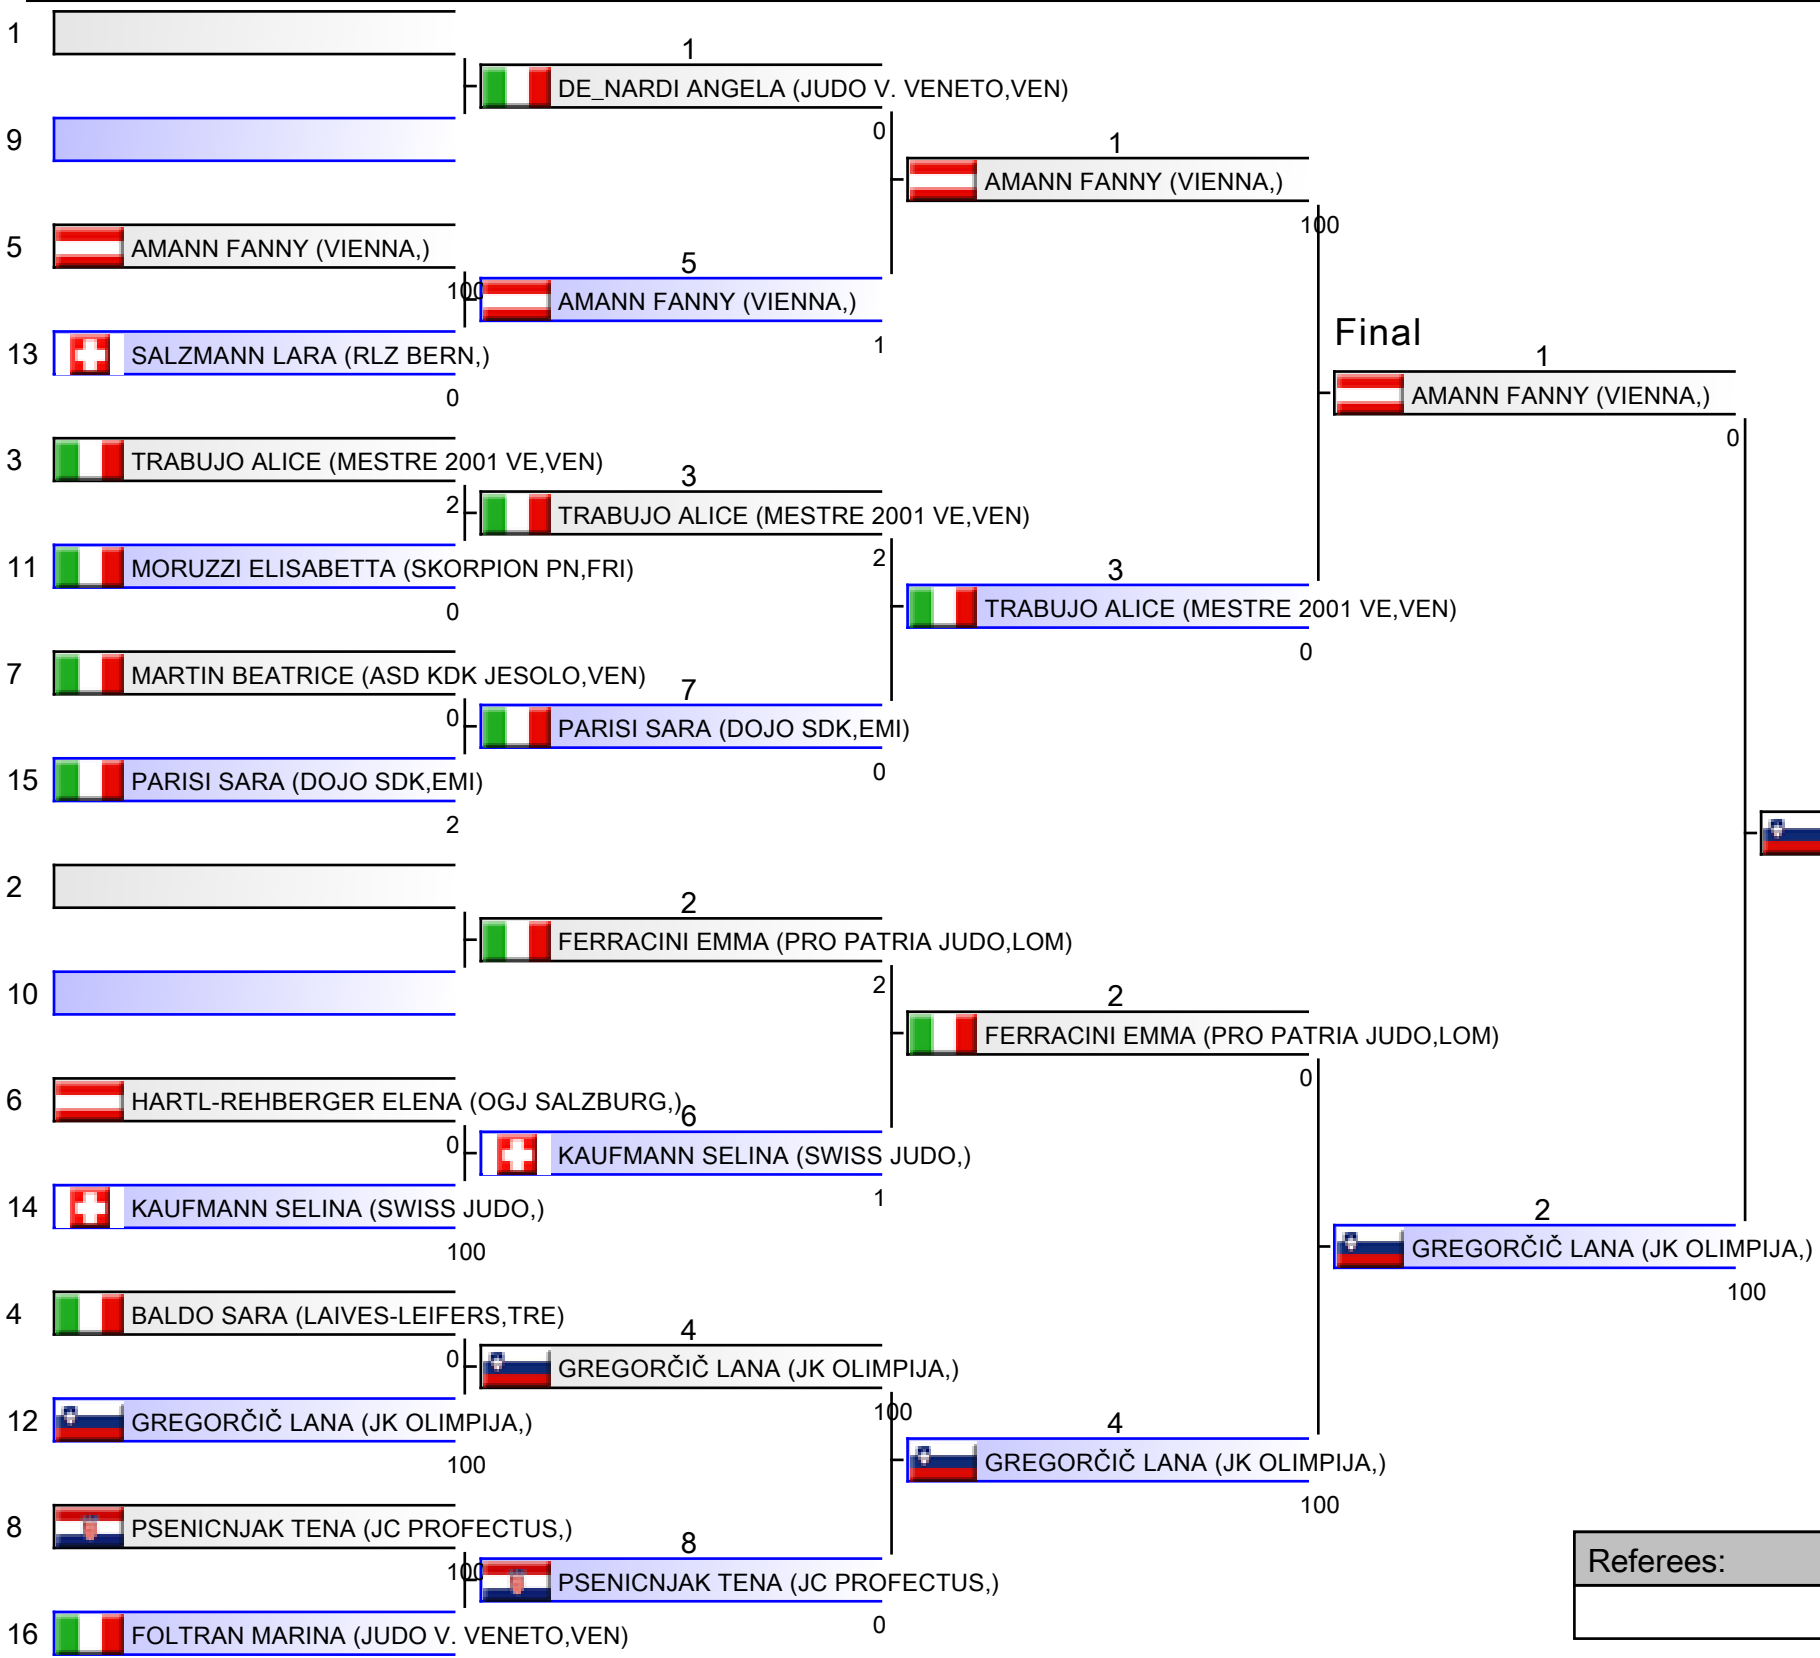 1
1
DE_NARDI ANGELA (JUDO V. VENETO,VEN)
0
9
1
AMANN FANNY (VIENNA,)
100
5
AMANN FANNY (VIENNA,)
100
5
AMANN FANNY (VIENNA,)
1
13
SALZMANN LARA (RLZ BERN,)
0
Final
1
AMANN FANNY (VIENNA,)
0
3
TRABUJO ALICE (MESTRE 2001 VE,VEN)
2
3
TRABUJO ALICE (MESTRE 2001 VE,VEN)
2
11
MORUZZI ELISABETTA (SKORPION PN,FRI)
0
3
TRABUJO ALICE (MESTRE 2001 VE,VEN)
0
7
MARTIN BEATRICE (ASD KDK JESOLO,VEN)
0
7
PARISI SARA (DOJO SDK,EMI)
0
15
PARISI SARA (DOJO SDK,EMI)
2
2
2
FERRACINI EMMA (PRO PATRIA JUDO,LOM)
2
10
2
FERRACINI EMMA (PRO PATRIA JUDO,LOM)
0
6
HARTL-REHBERGER ELENA (OGJ SALZBURG,)
0
6
KAUFMANN SELINA (SWISS JUDO,)
1
14
KAUFMANN SELINA (SWISS JUDO,)
100
2
GREGORČIČ LANA (JK OLIMPIJA,)
100
4
BALDO SARA (LAIVES-LEIFERS,TRE)
0
4
GREGORČIČ LANA (JK OLIMPIJA,)
100
12
GREGORČIČ LANA (JK OLIMPIJA,)
100
4
GREGORČIČ LANA (JK OLIMPIJA,)
100
8
PSENICNJAK TENA (JC PROFECTUS,)
100
8
PSENICNJAK TENA (JC PROFECTUS,)
0
16
FOLTRAN MARINA (JUDO V. VENETO,VEN)
Referees: